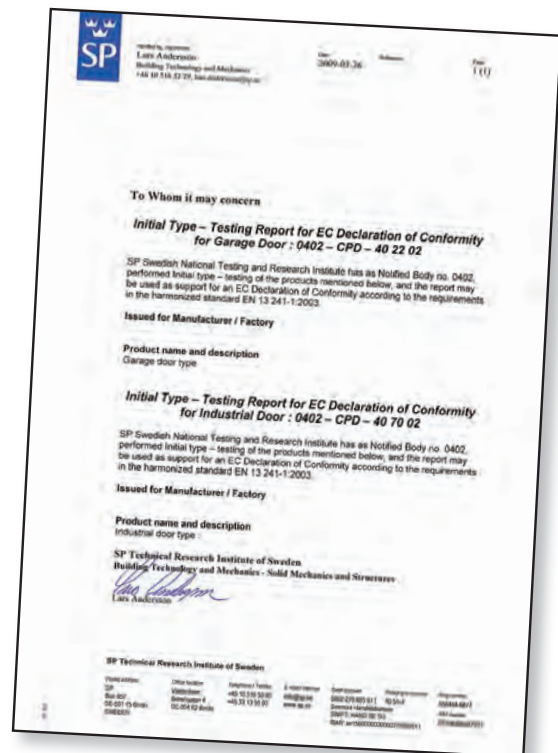 SP
Lars Andersson
Building Technology and Mechanics
2009-03-26
1 (1)
To Whom it may concern
Initial Type – Testing Report for EC Declaration of Conformity
for Garage Door : 0402 – CPD – 40 22 02
SP Swedish National Testing and Research Institute has as Notified Body no. 0402,
performed Initial type – testing of the products mentioned below, and the report may
be used as support for an EC Declaration of Conformity according to the requirements
in the harmonized standard EN 13 241-1:2003.
Issued for Manufacturer / Factory
Product name and description
Garage door type
Initial Type – Testing Report for EC Declaration of Conformity
for Industrial Door : 0402 – CPD – 40 70 02
SP Swedish National Testing and Research Institute has as Notified Body no. 0402,
performed Initial type – testing of the products mentioned below, and the report may
be used as support for an EC Declaration of Conformity according to the requirements
in the harmonized standard EN 13 241-1:2003.
Issued for Manufacturer / Factory
Product name and description
Industrial door type :
SP Technical Research Institute of Sweden
Building Technology and Mechanics - Solid Mechanics and Structures
Lars Andersson
Lars Andersson
SP Technical Research Institute of Sweden